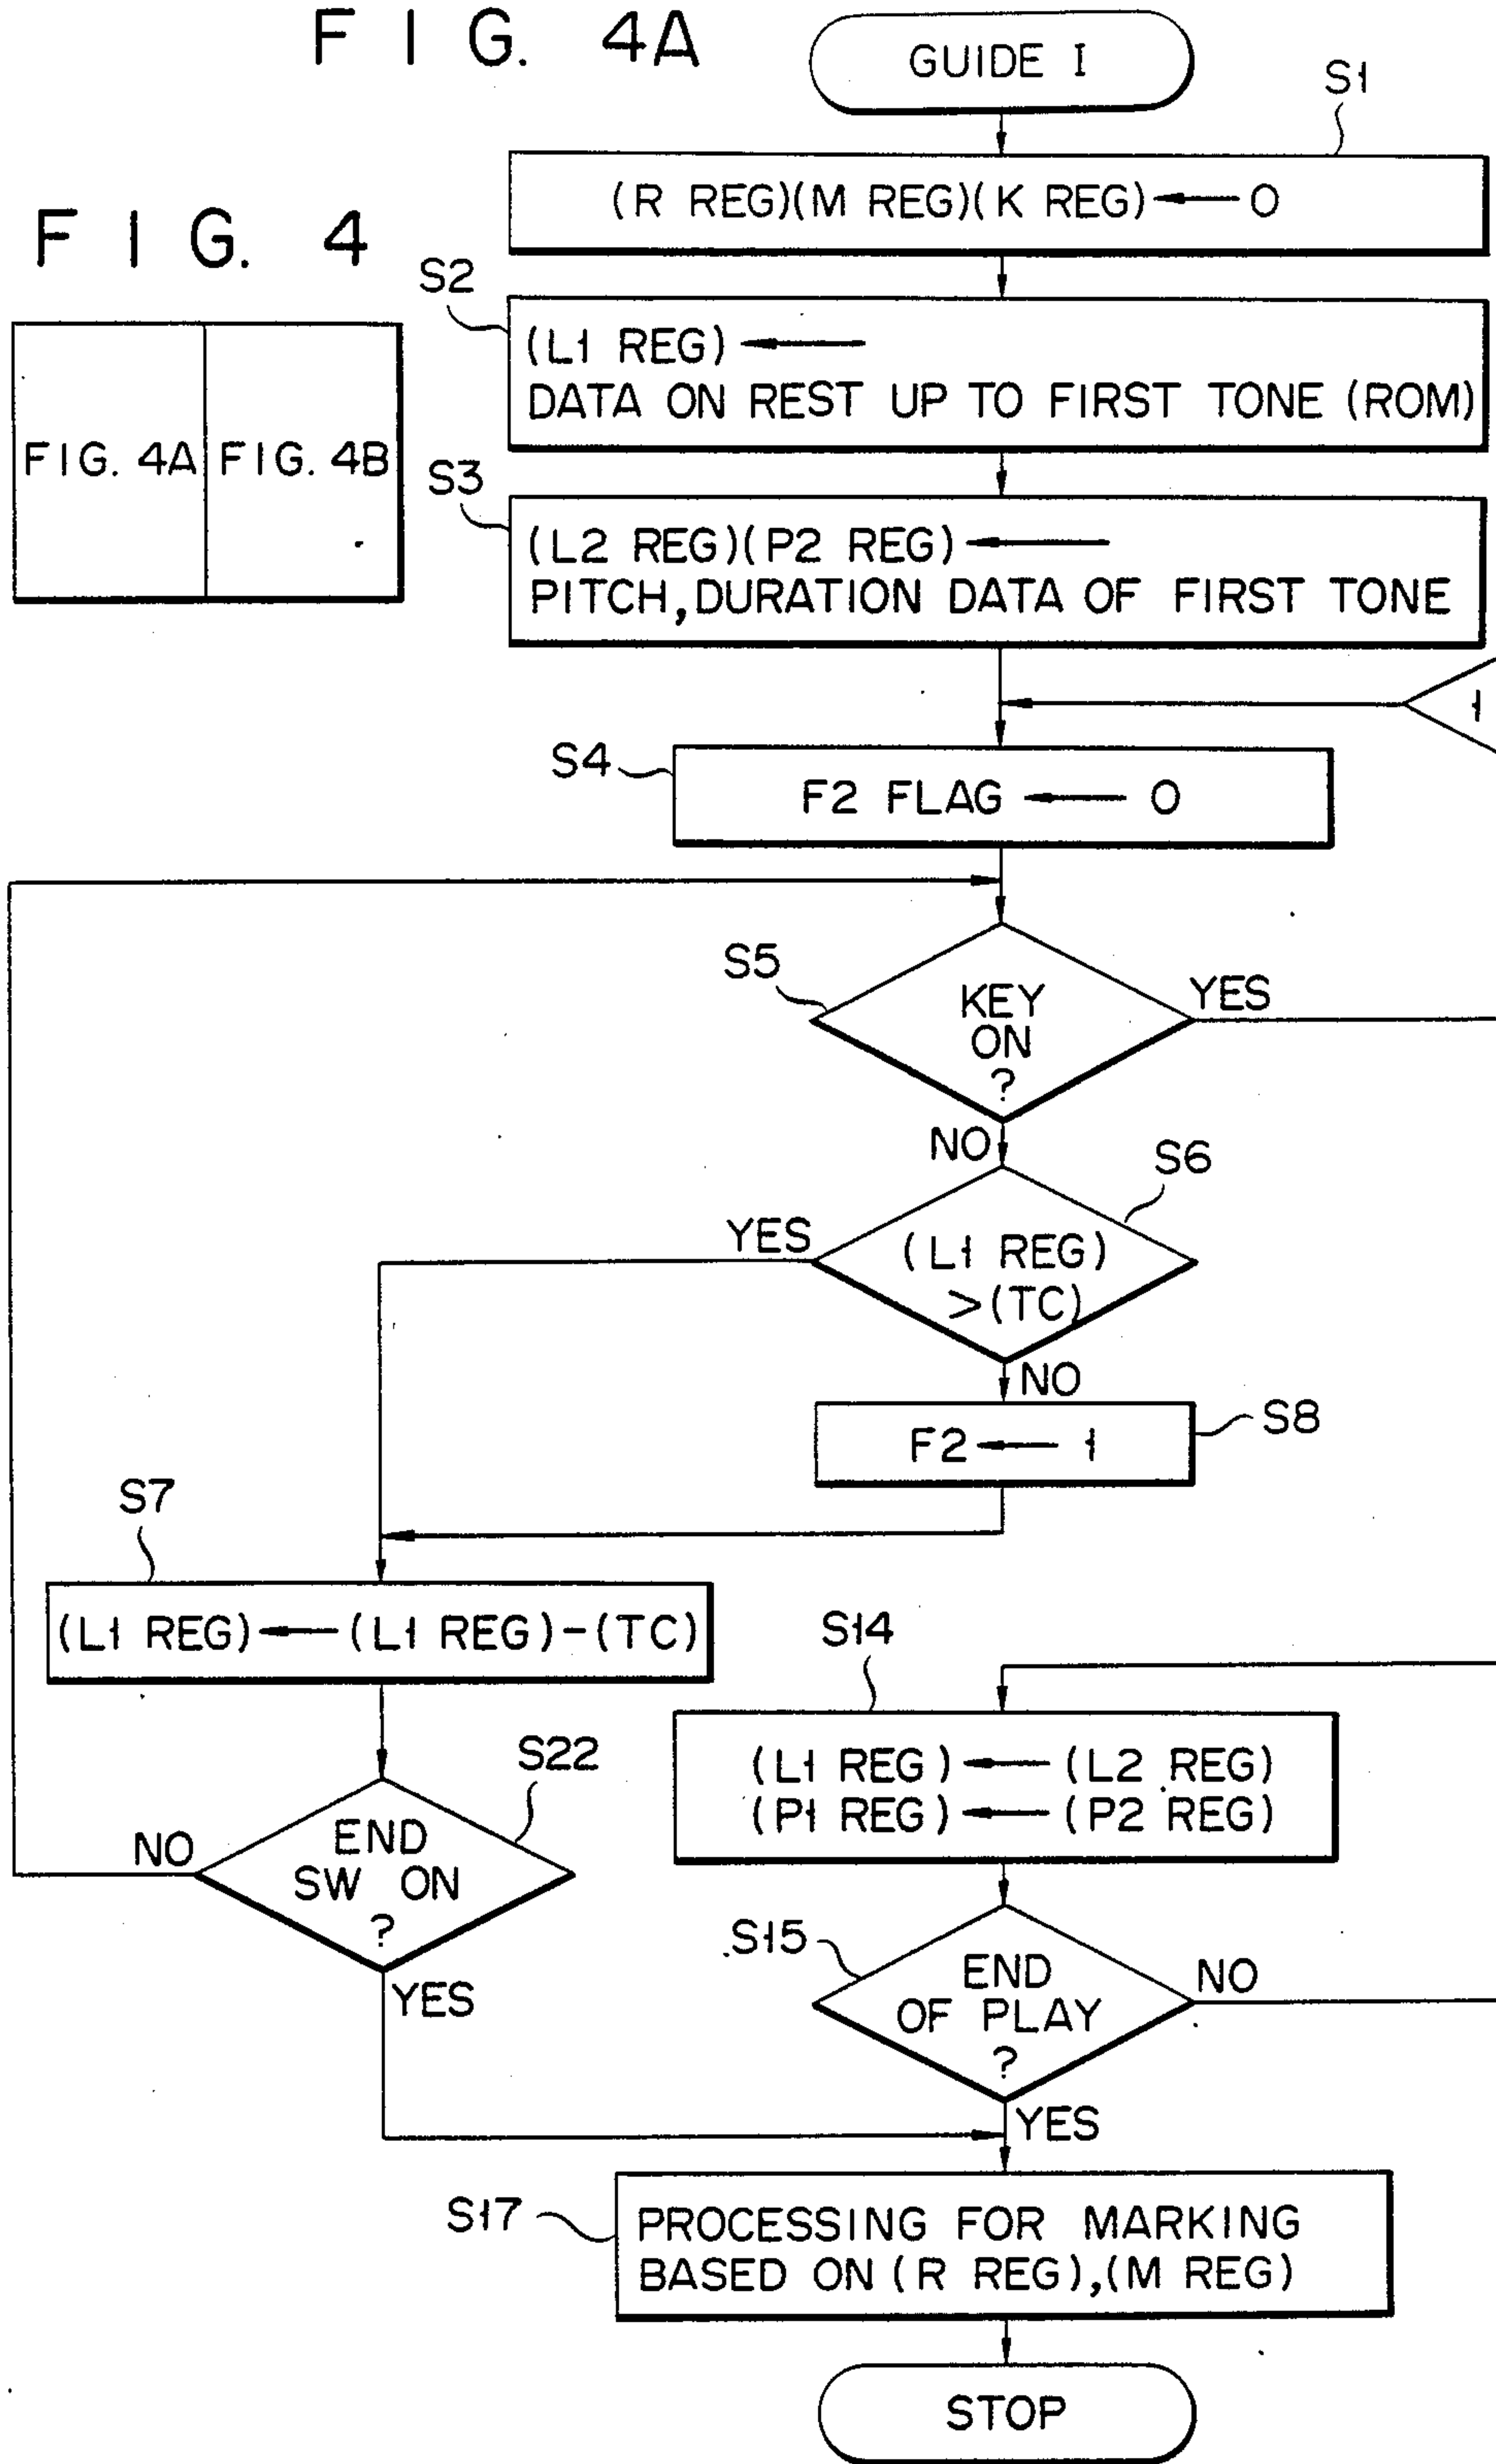 FIG. 4A
GUIDE I
S1
(R REG)(M REG)(K REG)←0
FIG. 4
FIG. 4A
FIG. 4B
S2
(L1 REG)←
DATA ON REST UP TO FIRST TONE (ROM)
S3
(L2 REG)(P2 REG)←
PITCH, DURATION DATA OF FIRST TONE
1
S4
F2 FLAG ← 0
S5
KEY
ON
?
YES
NO
S6
YES
(L1 REG)
>(TC)
NO
S8
F2 ← 1
S7
(L1 REG)←(L1 REG)-(TC)
S14
(L1 REG)←(L2 REG)
(P1 REG)←(P2 REG)
S22
NO
END
SW ON
?
YES
S15
END
OF PLAY
?
NO
YES
S17
PROCESSING FOR MARKING
BASED ON (R REG),(M REG)
STOP